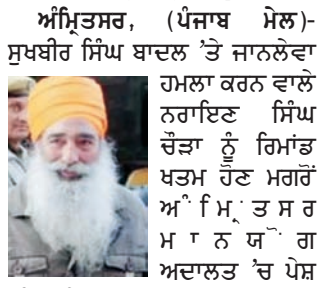 ਅੰਮ੍ਰਿਤਸਰ, (ਪੰਜਾਬ ਮੇਲ)-
ਸੁਖਬੀਰ ਸਿੰਘ ਬਾਦਲ ’ਤੇ ਜਾਨਲੇਵਾ
ਹਮਲਾ ਕਰਨ ਵਾਲੇ
ਨਰਾਇਣ ਸਿੰਘ
ਚੌੜਾ ਨੂੰ ਰਿਮਾਂਡ
ਖਤਮ ਹੋਣ ਮਗਰੋਂ
ਅੰਮ੍ਰਿਤਸਰ
ਮਾਨਯੋਗ
ਅਦਾਲਤ ’ਚ ਪੇਸ਼